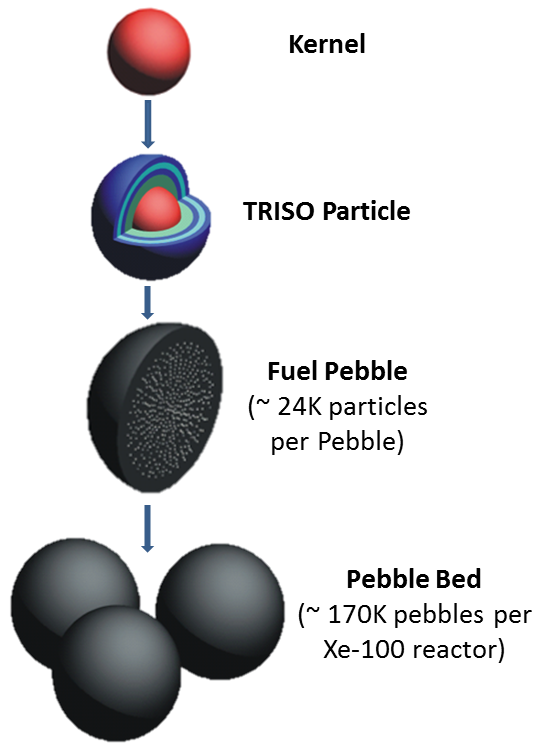 Kernel
TRISO Particle
Fuel Pebble
(~ 24K particles
per Pebble)
Pebble Bed
(~ 170K pebbles per
Xe-100 reactor)